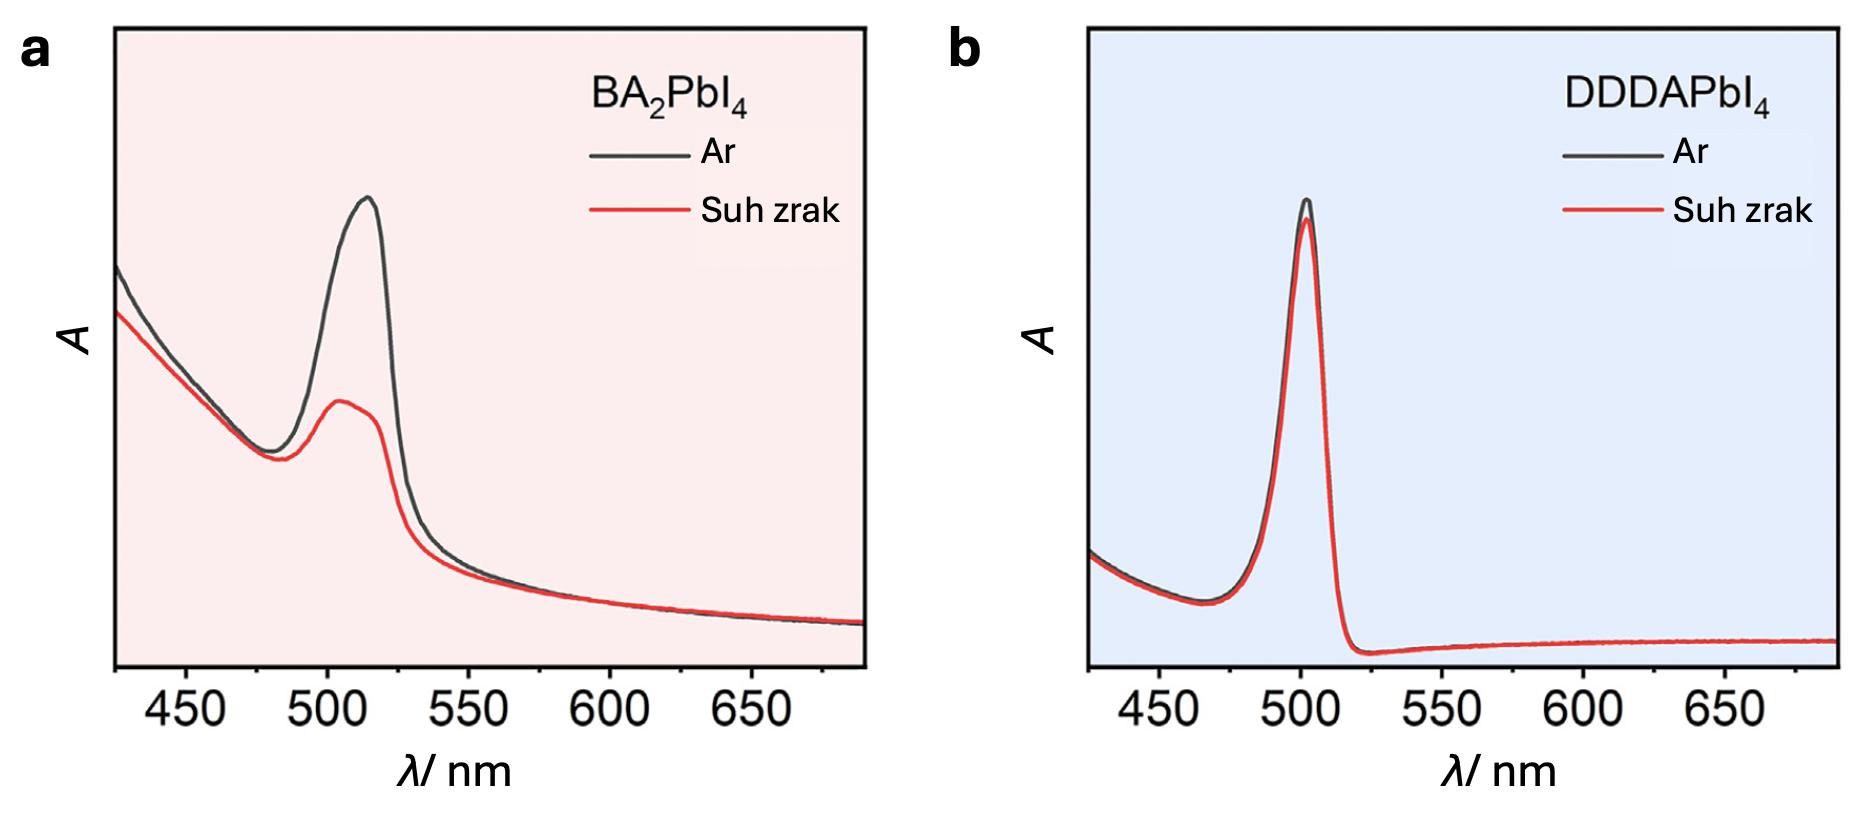 a
BA₂PbI₄
Ar
Suh zrak
A
450 500 550 600 650
λ/ nm
b
DDDAPbI₄
Ar
Suh zrak
A
450 500 550 600 650
λ/ nm